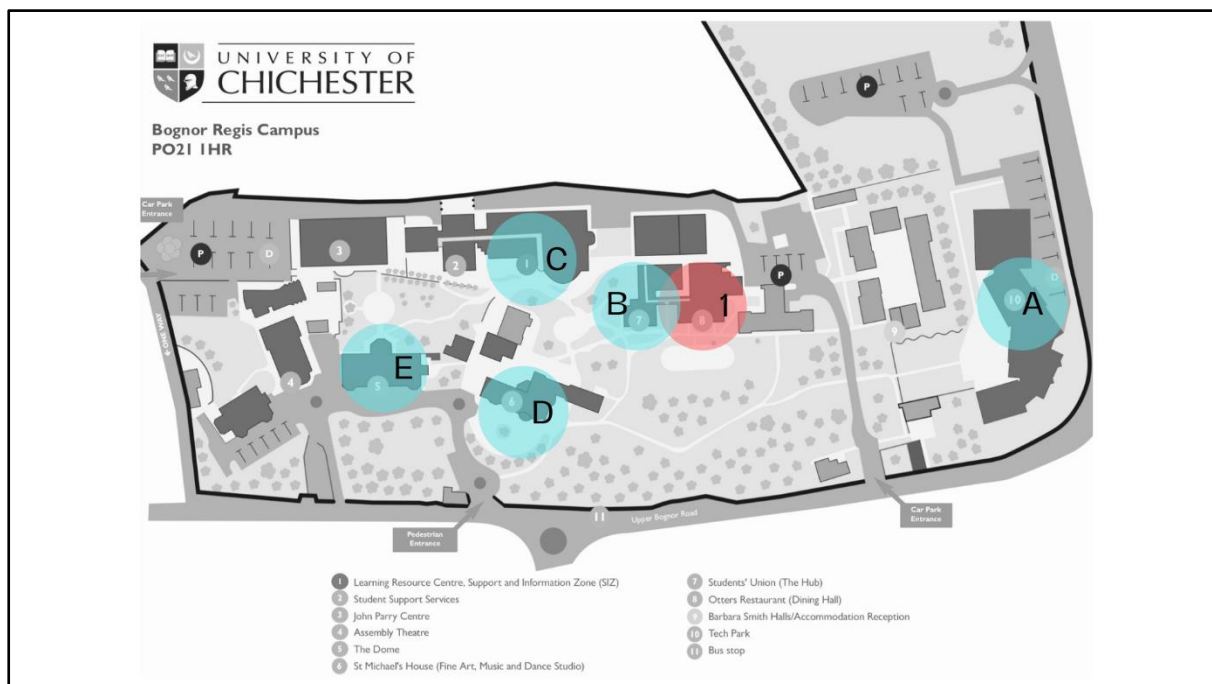 UNIVERSITY OF
CHICHESTER
Bognor Regis Campus
PO21 1HR
Car Park
Entrance
P
D
3
2
1
C
B
7
1
8
P
P
10
D
A
9
ONE WAY
4
E
5
6
D
11
Upper Bognor Road
Pedestrian
Entrance
Car Park
Entrance
1 Learning Resource Centre, Support and Information Zone (SIZ)
2 Student Support Services
3 John Parry Centre
4 Assembly Theatre
5 The Dome
6 St Michael's House (Fine Art, Music and Dance Studio)
7 Students' Union (The Hub)
8 Otters Restaurant (Dining Hall)
9 Barbara Smith Halls/Accommodation Reception
10 Tech Park
11 Bus stop